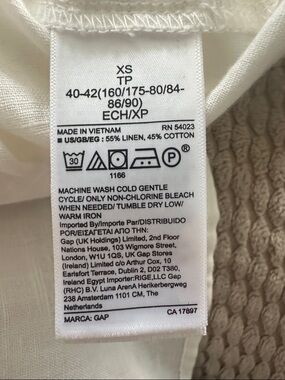 XS
TP
40-42(160/175-80/84-
86/90)
ECH/XP
MADE IN VIETNAM RN 54023
■ US/GB/EG : 55% LINEN, 45% COTTON
30 P
1166
MACHINE WASH COLD GENTLE
CYCLE/ ONLY NON-CHLORINE BLEACH
WHEN NEEDED/ TUMBLE DRY LOW/
WARM IRON
Imported By/Importe Par/DISTRIBUIDO
POR/ΕΙΣΑΓΕΤΑΙ ΑΠΟ ΤΗΝ:
Gap (UK Holdings) Limited, 2nd Floor
Nations House, 103 Wigmore Street,
London, W1U 1QS, UK Gap Stores
(Ireland) Limited c/o Arthur Cox, 10
Earlsfort Terrace, Dublin 2, D02 T380,
Ireland Egypt Importer:RIGE,LLC Gap
(RHC) B.V. Luna ArenA Herikerbergweg
238 Amsterdam 1101 CM, The
Netherlands
MARCA: GAP CA 17897